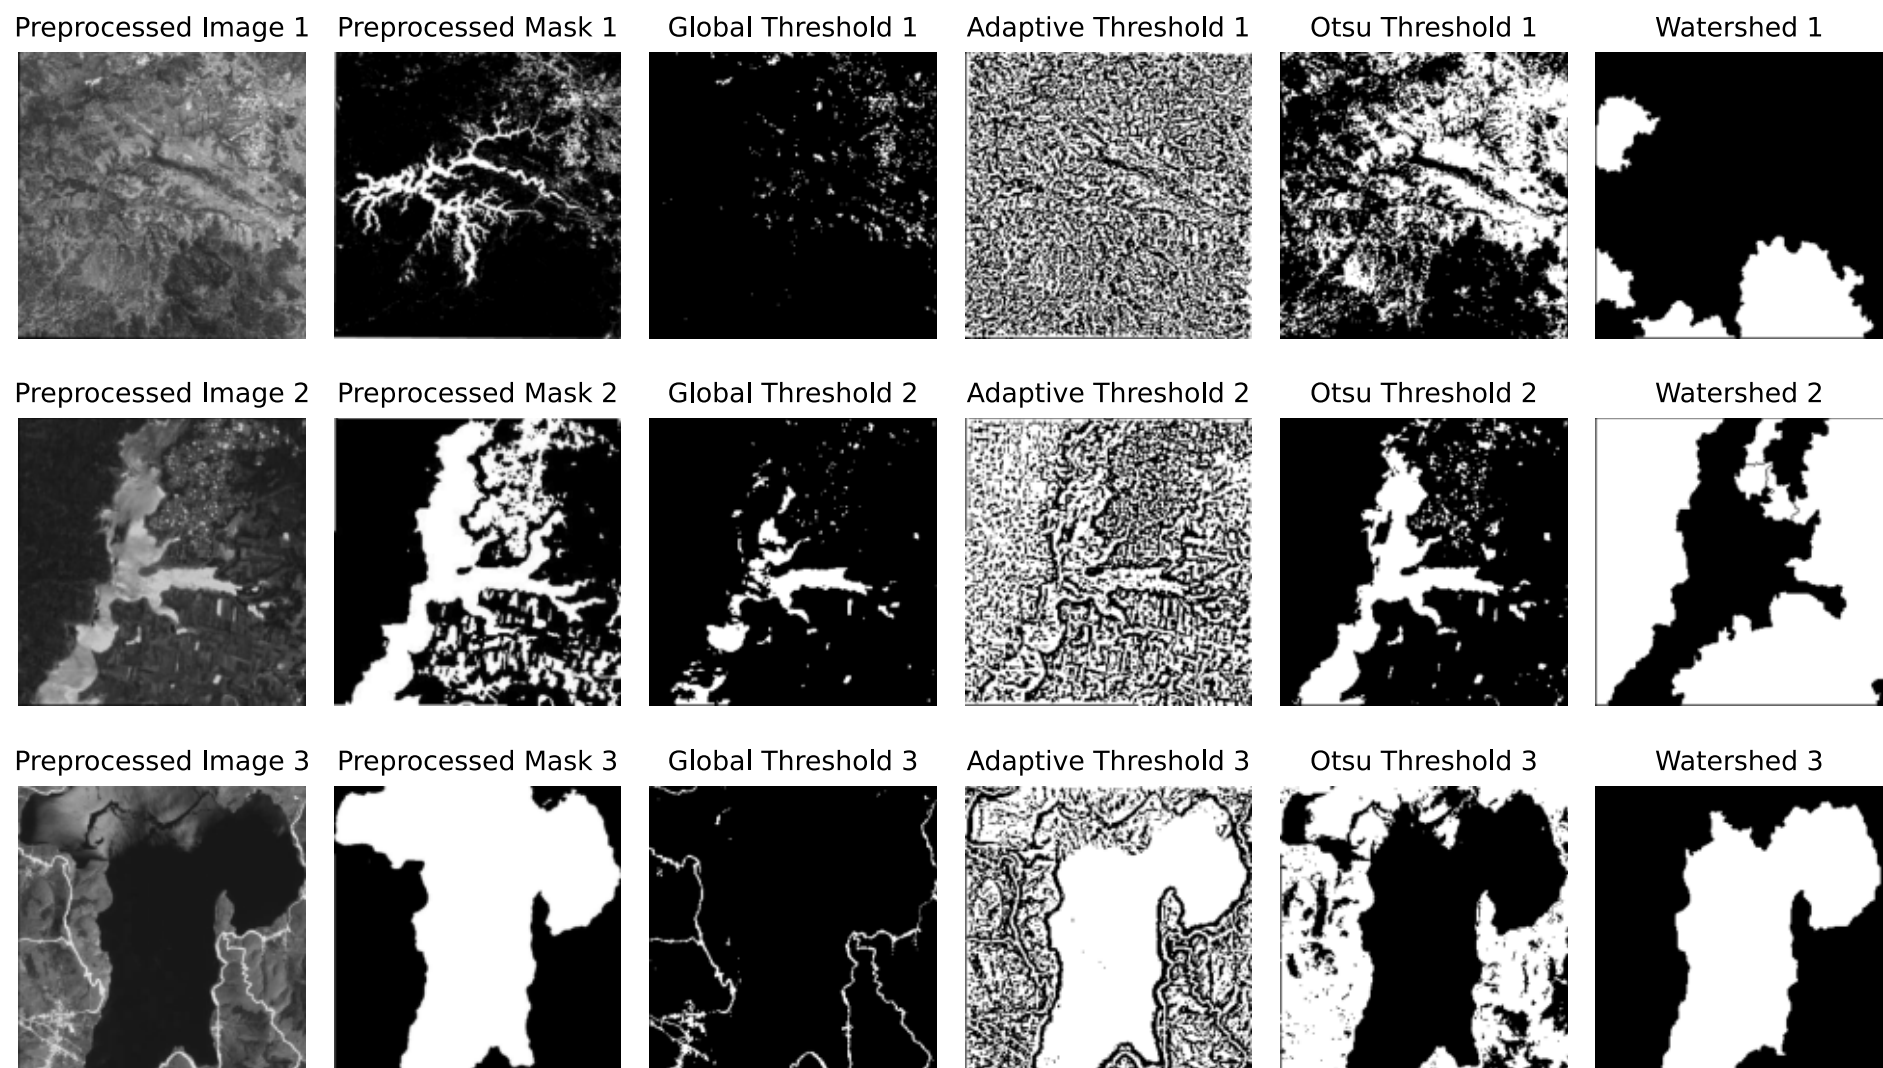 Preprocessed Image 1 Preprocessed Mask 1 Global Threshold 1 Adaptive Threshold 1 Otsu Threshold 1 Watershed 1
Preprocessed Image 2 Preprocessed Mask 2 Global Threshold 2 Adaptive Threshold 2 Otsu Threshold 2 Watershed 2
Preprocessed Image 3 Preprocessed Mask 3 Global Threshold 3 Adaptive Threshold 3 Otsu Threshold 3 Watershed 3